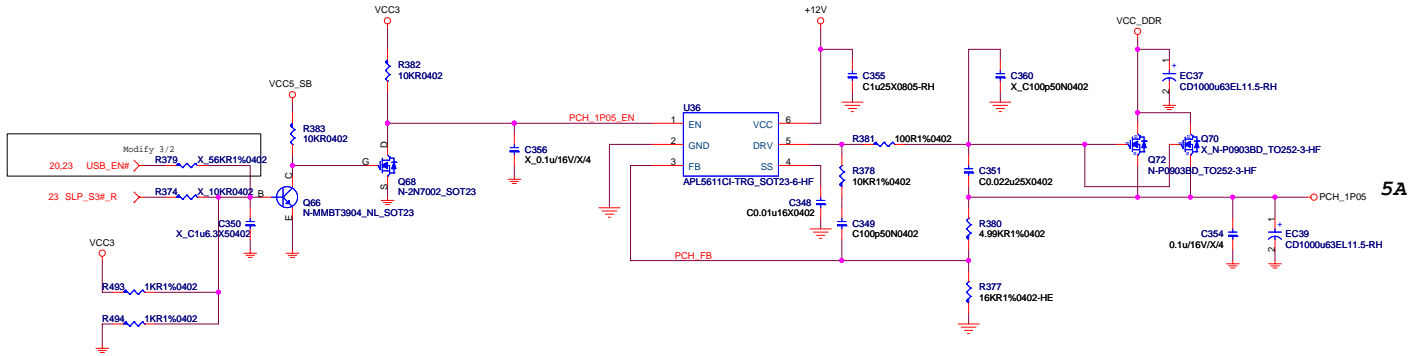 VCC3
+12V
VCC_DDR
R382
10KR0402
VCC5_SB
R383
10KR0402
C355
C1u25X0805-RH
C360
X_C100p50N0402
1
+
2
EC37
CD1000u63EL11.5-RH
U36
PCH_1P05_EN
1
EN
VCC
6
2
GND
DRV
5
3
FB
SS
4
APL5611CI-TRG_SOT23-6-HF
R381
100R1%0402
C356
X_0.1u/16V/X/4
Modify 3/2
20,23
USB_EN#
R379
X_56KR1%0402
23
SLP_S3#_R
R374
X_10KR0402
B
C
E
Q66
N-MMBT3904_NL_SOT23
G
D
S
Q68
N-2N7002_SOT23
C350
X_C1u6.3X50402
R378
10KR1%0402
C348
C0.01u16X0402
C349
C100p50N0402
C351
C0.022u25X0402
Q70
X_N-P0903BD_TO252-3-HF
Q72
N-P0903BD_TO252-3-HF
5A
PCH_1P05
R380
4.99KR1%0402
PCH_FB
R377
16KR1%0402-HE
C354
0.1u/16V/X/4
1
+
2
EC39
CD1000u63EL11.5-RH
VCC3
R493
1KR1%0402
R494
1KR1%0402